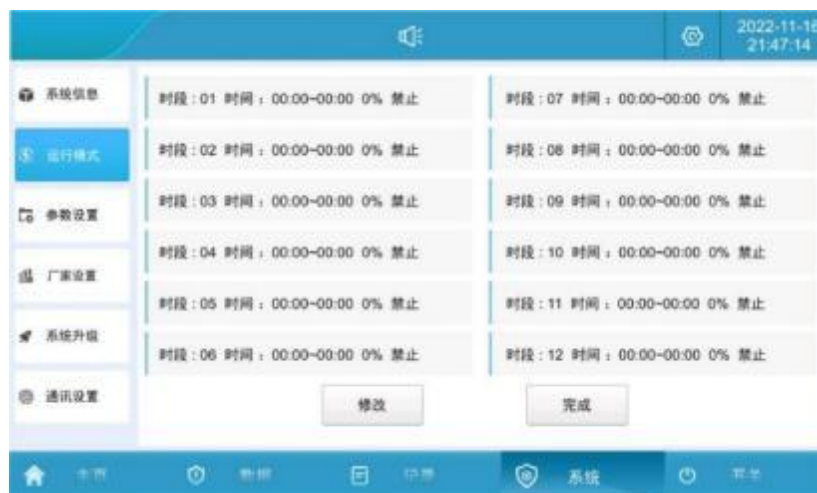 2022-11-16
21:47:14
系统信息
运行模式
参数设置
厂家设置
系统升级
通讯设置
时段：01 时间：00:00~00:00 0% 禁止
时段：02 时间：00:00~00:00 0% 禁止
时段：03 时间：00:00~00:00 0% 禁止
时段：04 时间：00:00~00:00 0% 禁止
时段：05 时间：00:00~00:00 0% 禁止
时段：06 时间：00:00~00:00 0% 禁止
时段：07 时间：00:00~00:00 0% 禁止
时段：08 时间：00:00~00:00 0% 禁止
时段：09 时间：00:00~00:00 0% 禁止
时段：10 时间：00:00~00:00 0% 禁止
时段：11 时间：00:00~00:00 0% 禁止
时段：12 时间：00:00~00:00 0% 禁止
修改
完成
主页
数据
系统
开关